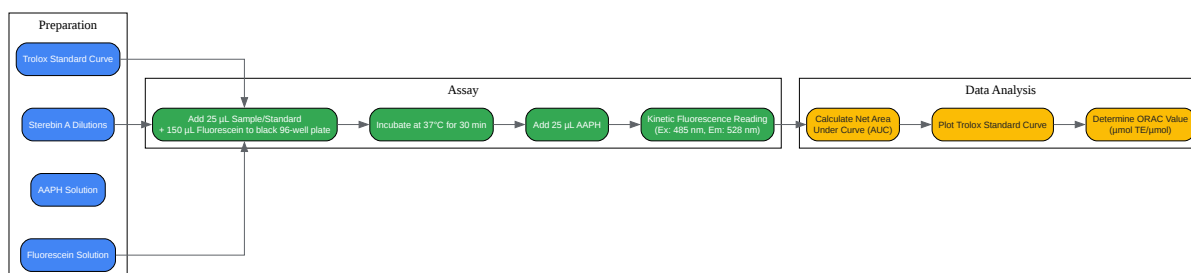 Preparation
Trolox Standard Curve
Sterebin A Dilutions
AAPH Solution
Fluorescein Solution
Assay
Add 25 µL Sample/Standard
+ 150 µL Fluorescein to black 96-well plate
Incubate at 37°C for 30 min
Add 25 µL AAPH
Kinetic Fluorescence Reading
(Ex: 485 nm, Em: 528 nm)
Data Analysis
Calculate Net Area
Under Curve (AUC)
Plot Trolox Standard Curve
Determine ORAC Value
(µmol TE/µmol)